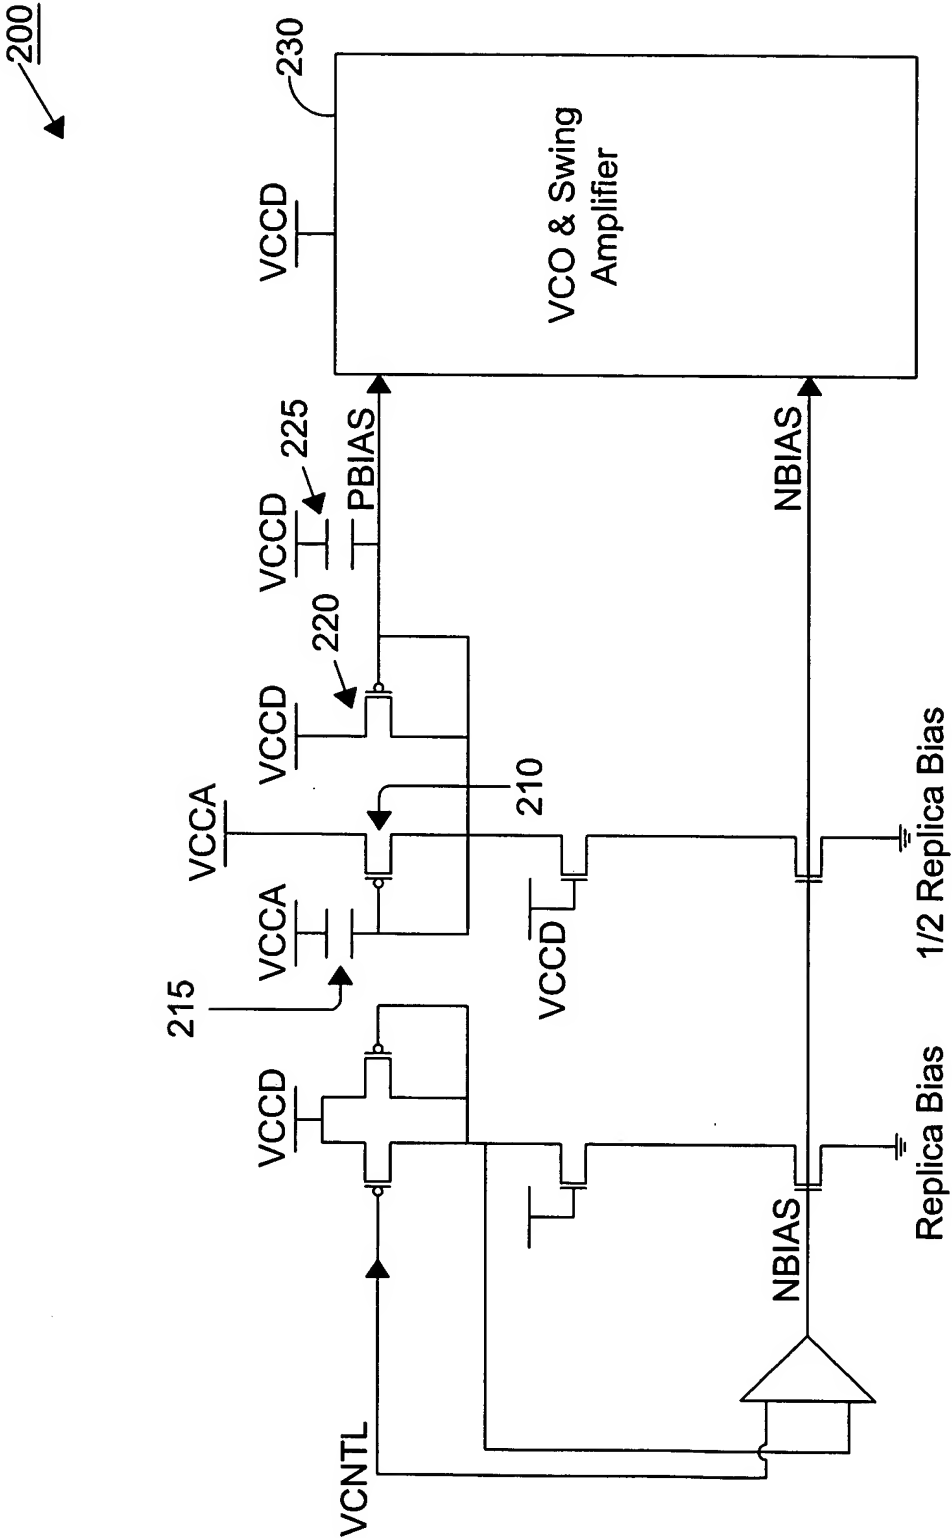 200
VCCD
230
VCO & Swing
Amplifier
VCCD
225
PBIAS
NBIAS
VCCD
220
VCCA
210
VCCA
215
VCCD
1/2 Replica Bias
VCCD
Replica Bias
NBIAS
VCNTL